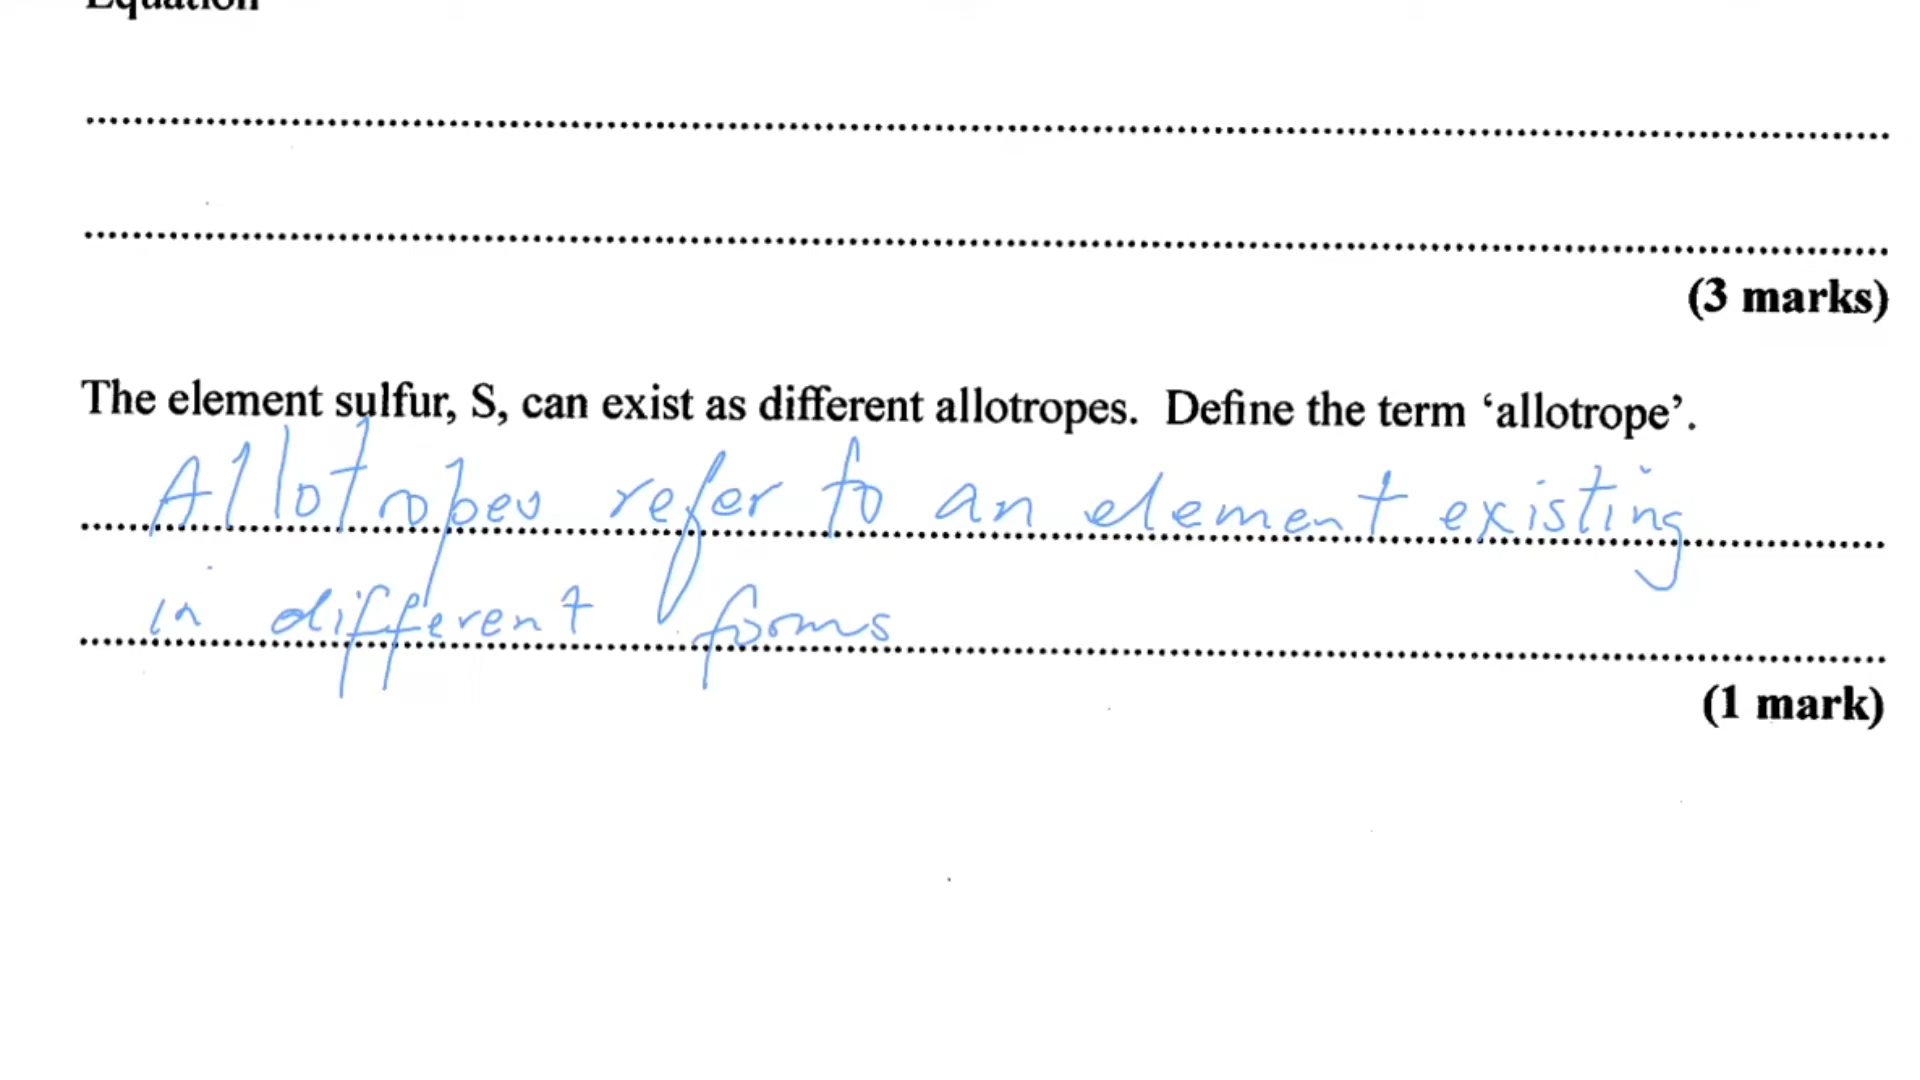 Equation
................................................................................
................................................................................
(3 marks)
The element sulfur, S, can exist as different allotropes. Define the term ‘allotrope’.
Allotropes refer to an element existing
in different forms
(1 mark)